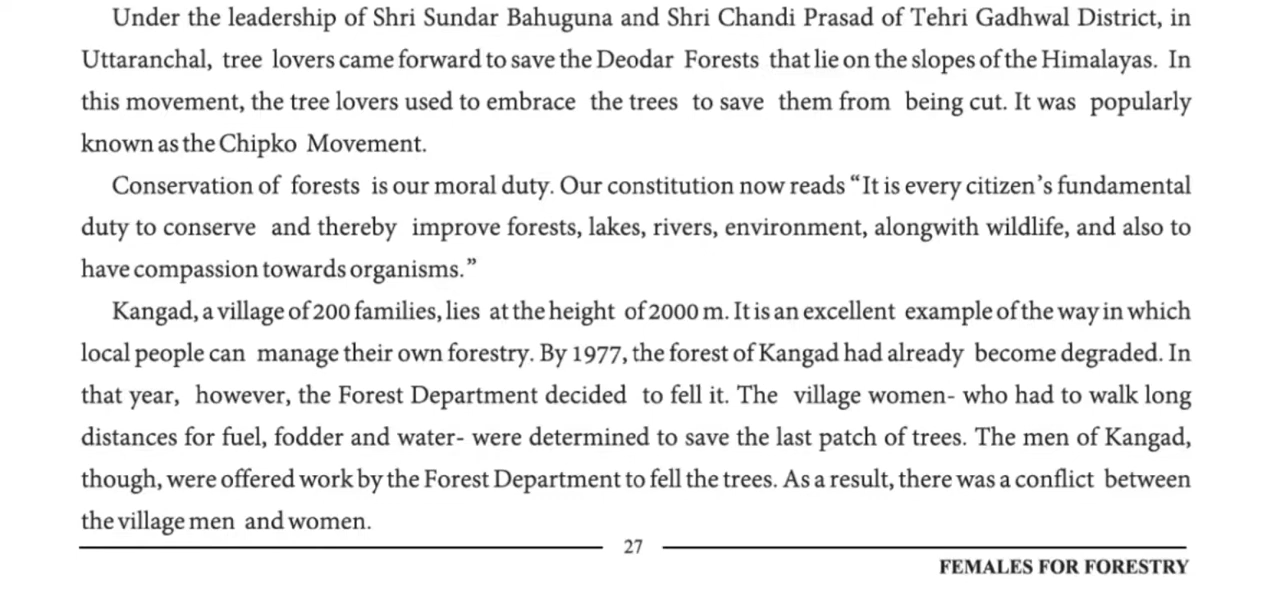 Under the leadership of Shri Sundar Bahuguna and Shri Chandi Prasad of Tehri Gadhwal District, in
Uttaranchal, tree lovers came forward to save the Deodar Forests that lie on the slopes of the Himalayas. In
this movement, the tree lovers used to embrace the trees to save them from being cut. It was popularly
known as the Chipko Movement.
Conservation of forests is our moral duty. Our constitution now reads “It is every citizen’s fundamental
duty to conserve and thereby improve forests, lakes, rivers, environment, alongwith wildlife, and also to
have compassion towards organisms.”
Kangad, a village of 200 families, lies at the height of 2000 m. It is an excellent example of the way in which
local people can manage their own forestry. By 1977, the forest of Kangad had already become degraded. In
that year, however, the Forest Department decided to fell it. The village women- who had to walk long
distances for fuel, fodder and water- were determined to save the last patch of trees. The men of Kangad,
though, were offered work by the Forest Department to fell the trees. As a result, there was a conflict between
the village men and women.
27
FEMALES FOR FORESTRY